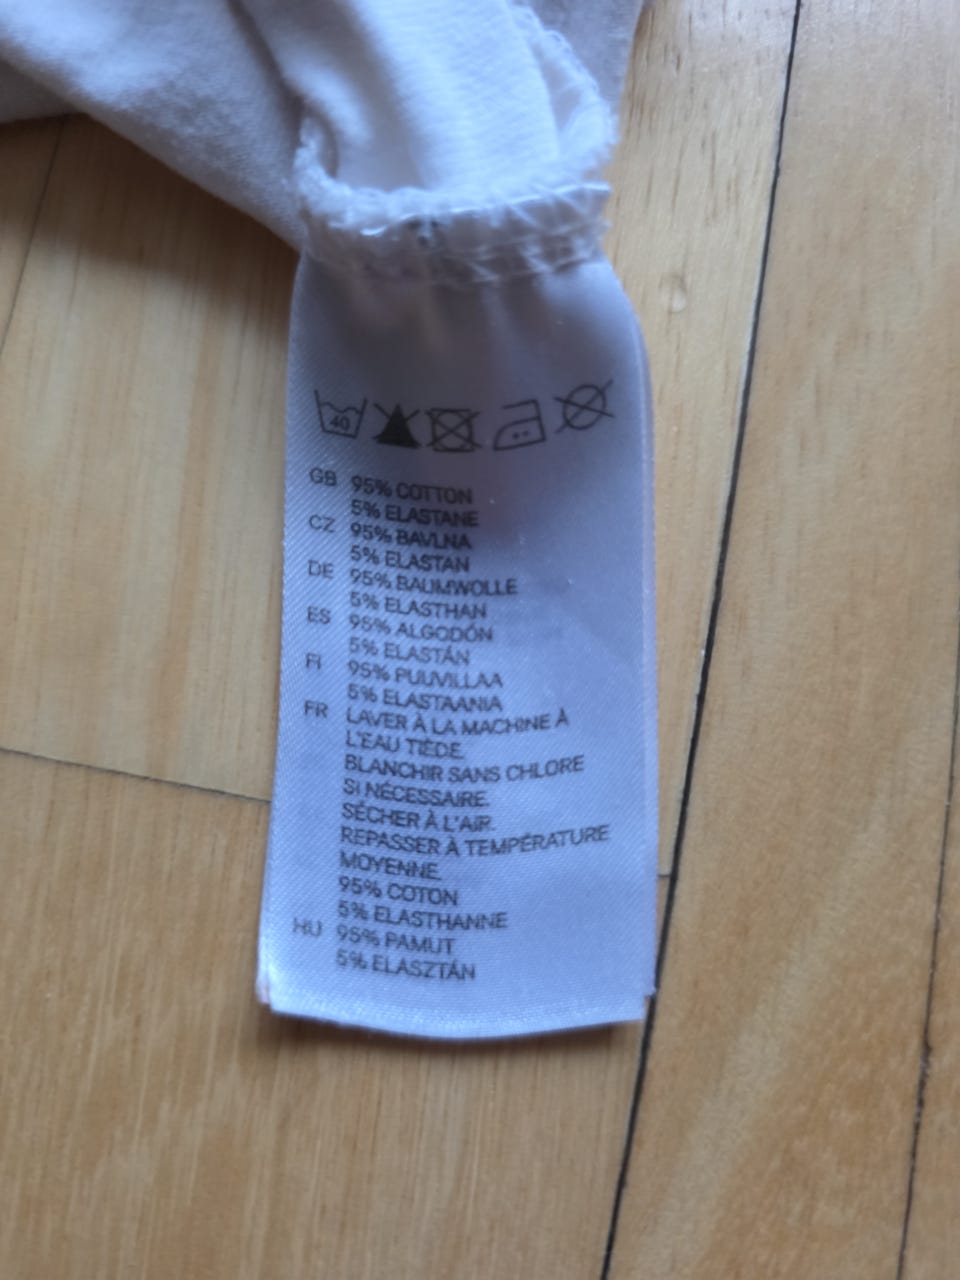 40
GB 95% COTTON
5% ELASTANE
CZ 95% BAVLNA
5% ELASTAN
DE 95% BAUMWOLLE
5% ELASTHAN
ES 95% ALGODÓN
5% ELASTÁN
FI 95% PUUVILLAA
5% ELASTAANIA
FR LAVER À LA MACHINE À
L'EAU TIÈDE.
BLANCHIR SANS CHLORE
SI NÉCESSAIRE.
SÉCHER À L'AIR.
REPASSER À TEMPÉRATURE
MOYENNE.
95% COTON
5% ELASTHANNE
HU 95% PAMUT
5% ELASZTÁN